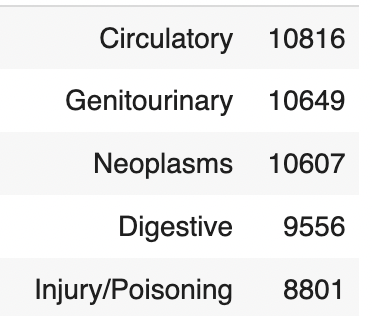 Circulatory 10816
Genitourinary 10649
Neoplasms 10607
Digestive 9556
Injury/Poisoning 8801